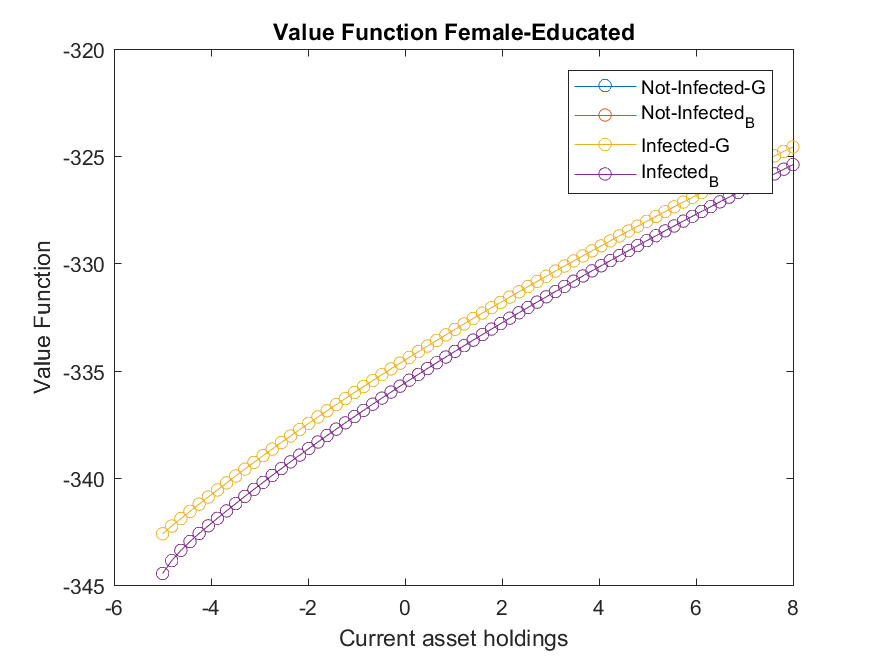 Value Function Female-Educated
-320
-325
-330
-335
-340
-345
Value Function
Not-Infected-G
Not-Infected_B
Infected-G
Infected_B
-6 -4 -2 0 2 4 6 8
Current asset holdings